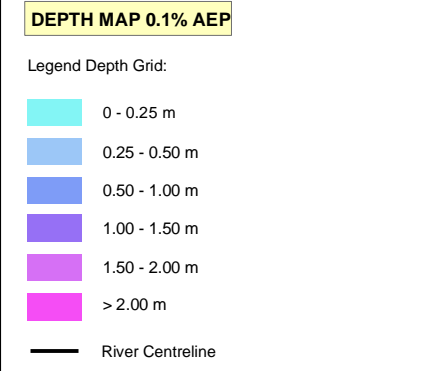 DEPTH MAP 0.1% AEP
Legend Depth Grid:
0 - 0.25 m
0.25 - 0.50 m
0.50 - 1.00 m
1.00 - 1.50 m
1.50 - 2.00 m
> 2.00 m
River Centreline